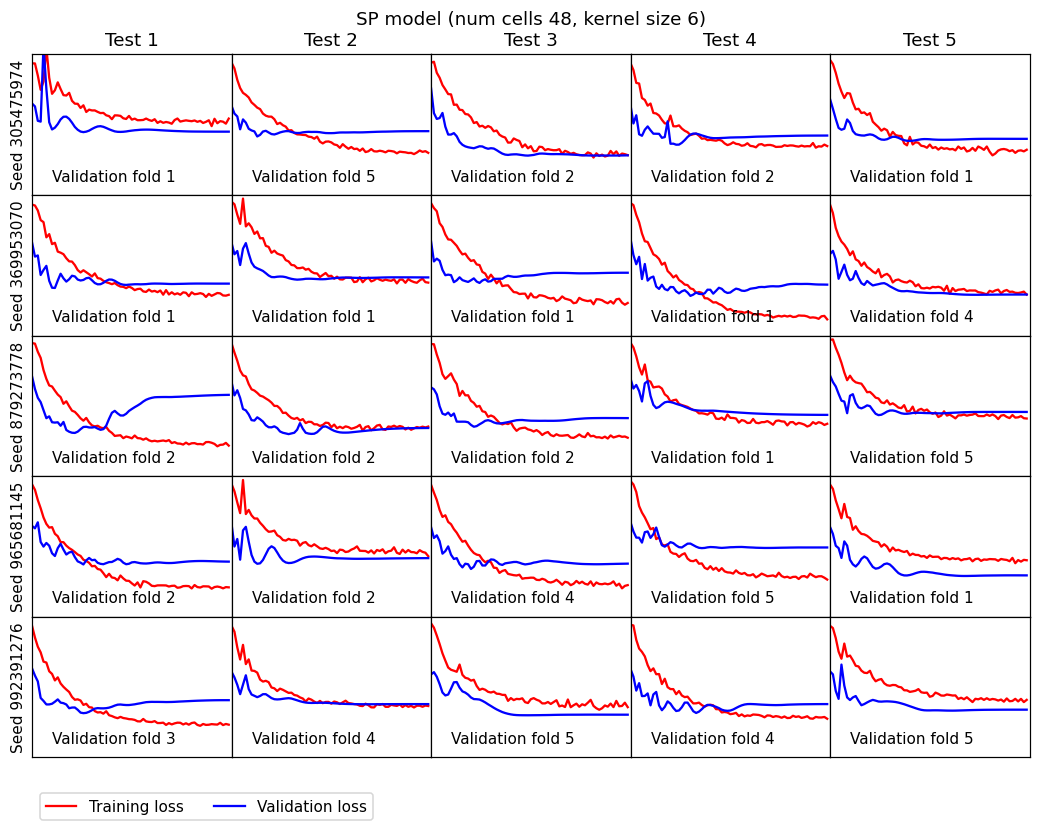 SP model (num cells 48, kernel size 6)
Test 1 Test 2 Test 3 Test 4 Test 5
Seed 305475974
Validation fold 1 Validation fold 5 Validation fold 2 Validation fold 2 Validation fold 1
Seed 369953070
Validation fold 1 Validation fold 1 Validation fold 1 Validation fold 1 Validation fold 4
Seed 8792737778
Validation fold 2 Validation fold 2 Validation fold 2 Validation fold 1 Validation fold 5
Seed 9656811145
Validation fold 2 Validation fold 2 Validation fold 4 Validation fold 5 Validation fold 1
Seed 992391276
Validation fold 3 Validation fold 4 Validation fold 5 Validation fold 4 Validation fold 5
Training loss Validation loss